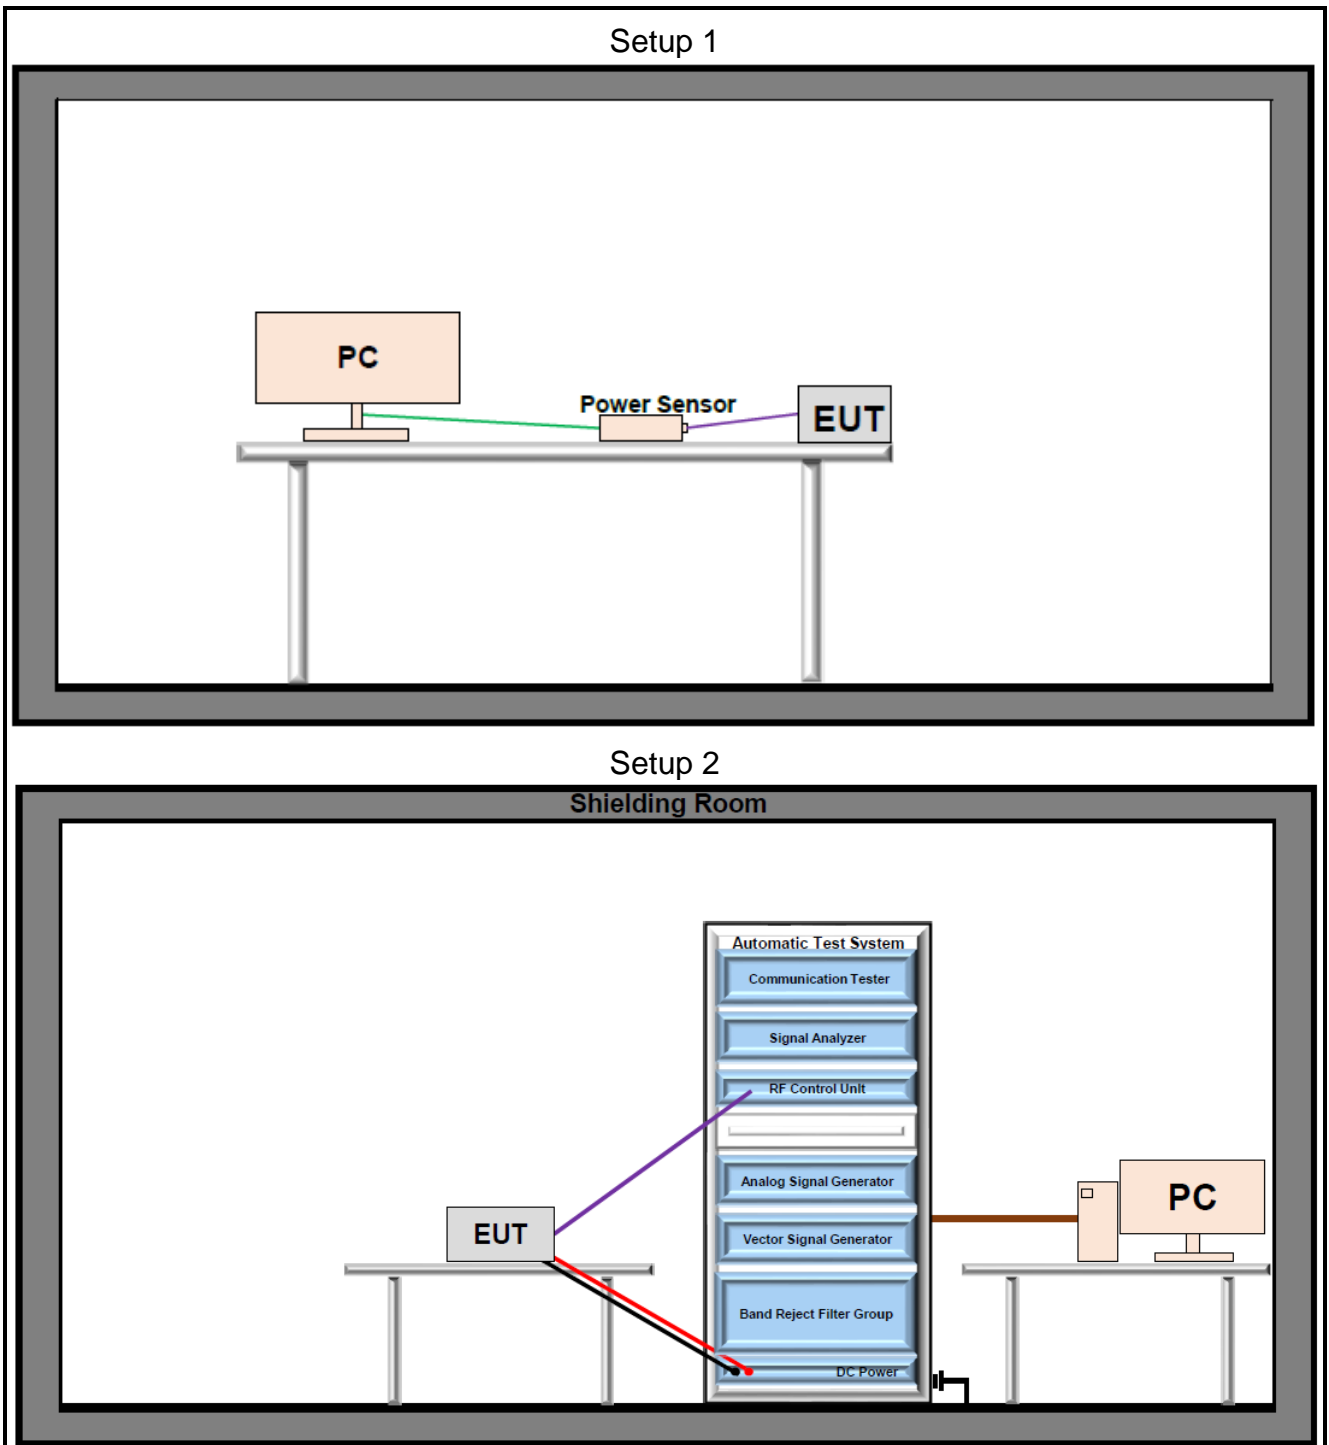 Setup 1
PC
Power Sensor
EUT
Setup 2
Shielding Room
Automatic Test System
Communication Tester
Signal Analyzer
RF Control Unit
Analog Signal Generator
Vector Signal Generator
Band Reject Filter Group
DC Power
EUT
PC